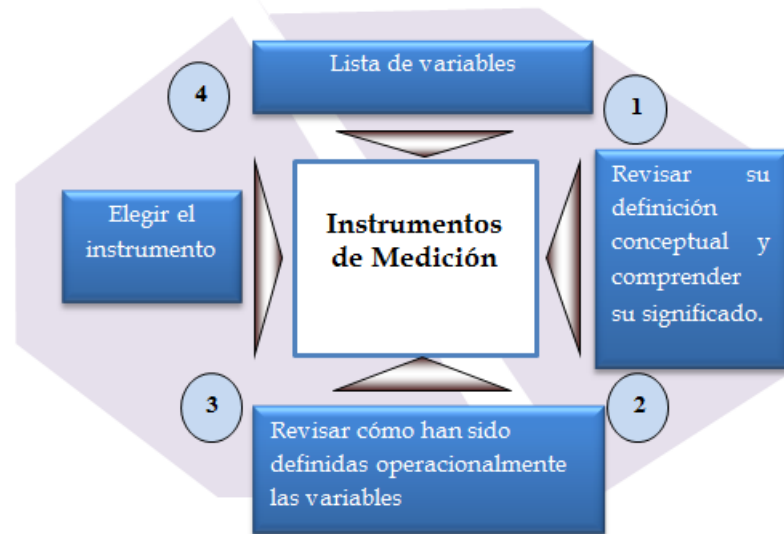 Lista de variables
4
1
Revisar su
definición
conceptual y
comprender
su significado.
Elegir el
instrumento
Instrumentos
de Medición
3
2
Revisar cómo han sido
definidas operacionalmente
las variables